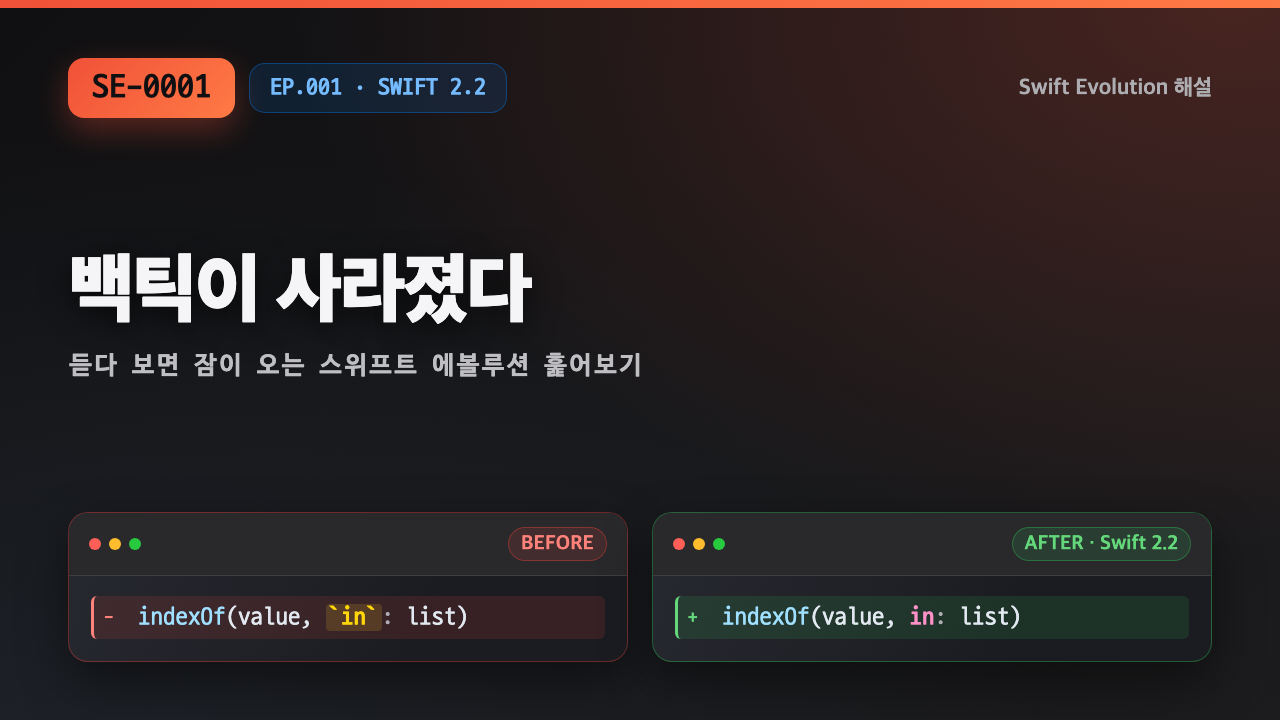 SE-0001
EP.001 · SWIFT 2.2
Swift Evolution 해설
백틱이 사라졌다
듣다 보면 잠이 오는 스위프트 에볼루션 훑어보기
BEFORE
- indexOf(value, `in`: list)
AFTER · Swift 2.2
+ indexOf(value, in: list)